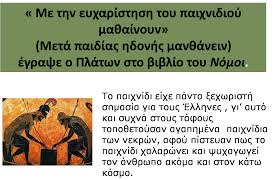 « Με την ευχαρίστηση του παιχνιδιού
μαθαίνουν»
(Μετά παιδίας ηδονής μανθάνειν)
έγραψε ο Πλάτων στο βιβλίο του Νόμοι.
Το παιχνίδι είχε πάντα ξεχωριστή
σημασία για τους Έλληνες , γι’ αυτό
και συχνά στους τάφους
τοποθετούσαν αγαπημένα παιχνίδια
των νεκρών, αφού πίστευαν πως το
παιχνίδι χαλαρώνει και ψυχαγωγεί
τον άνθρωπο ακόμα και στον κάτω
κόσμο.